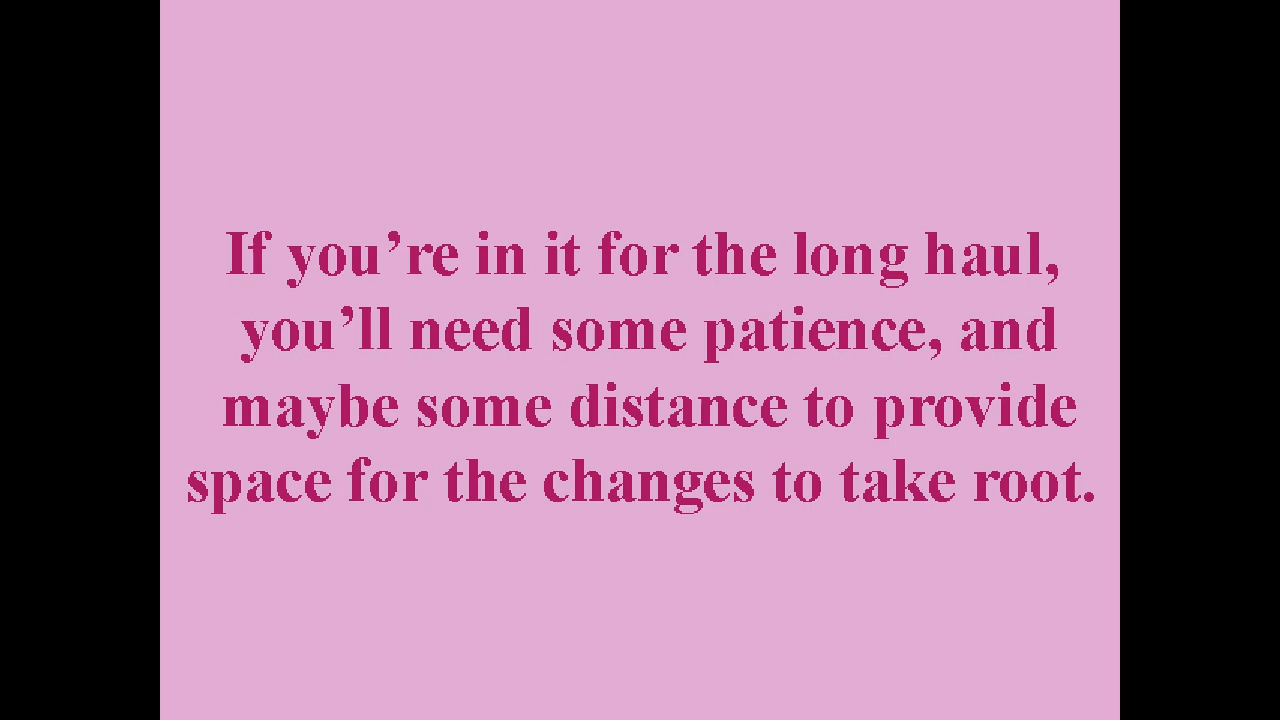 If you’re in it for the long haul,
you’ll need some patience, and
maybe some distance to provide
space for the changes to take root.